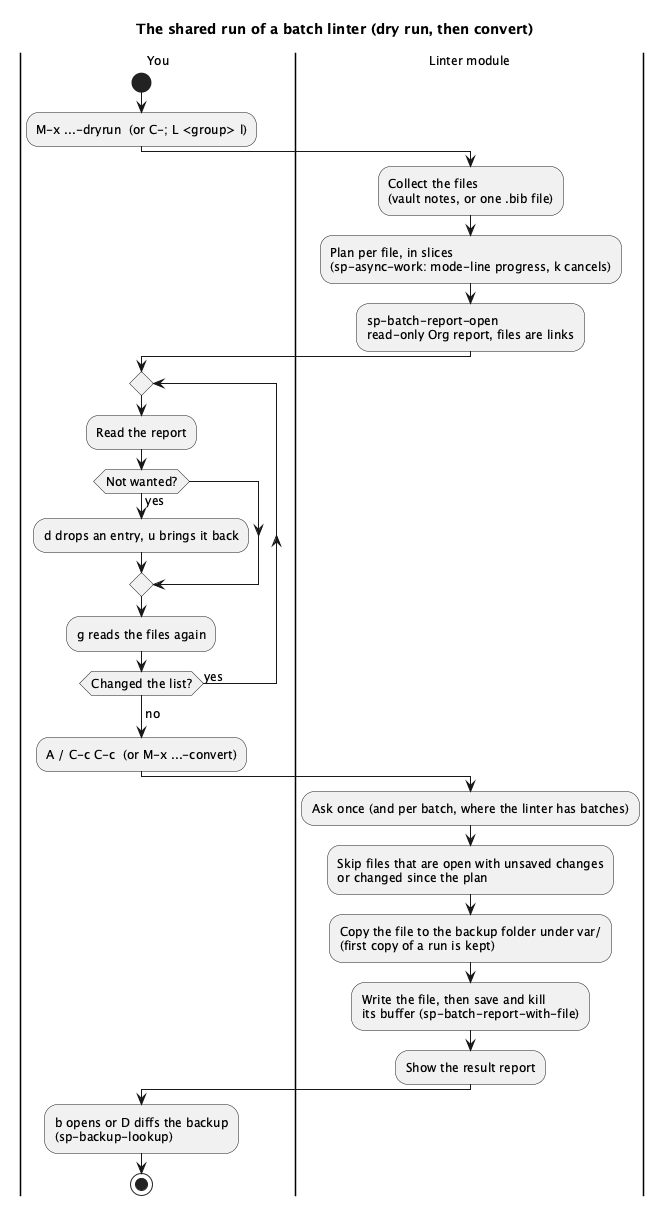 The shared run of a batch linter (dry run, then convert)
You
Linter module
M-x ...-dryrun  (or C-; L <group> l)
Collect the files
(vault notes, or one .bib file)
Plan per file, in slices
(sp-async-work: mode-line progress, k cancels)
sp-batch-report-open
read-only Org report, files are links
Read the report
Not wanted?
yes
d drops an entry, u brings it back
g reads the files again
Changed the list?
yes
no
A / C-c C-c  (or M-x ...-convert)
Ask once (and per batch, where the linter has batches)
Skip files that are open with unsaved changes
or changed since the plan
Copy the file to the backup folder under var/
(first copy of a run is kept)
Write the file, then save and kill
its buffer (sp-batch-report-with-file)
Show the result report
b opens or D diffs the backup
(sp-backup-lookup)